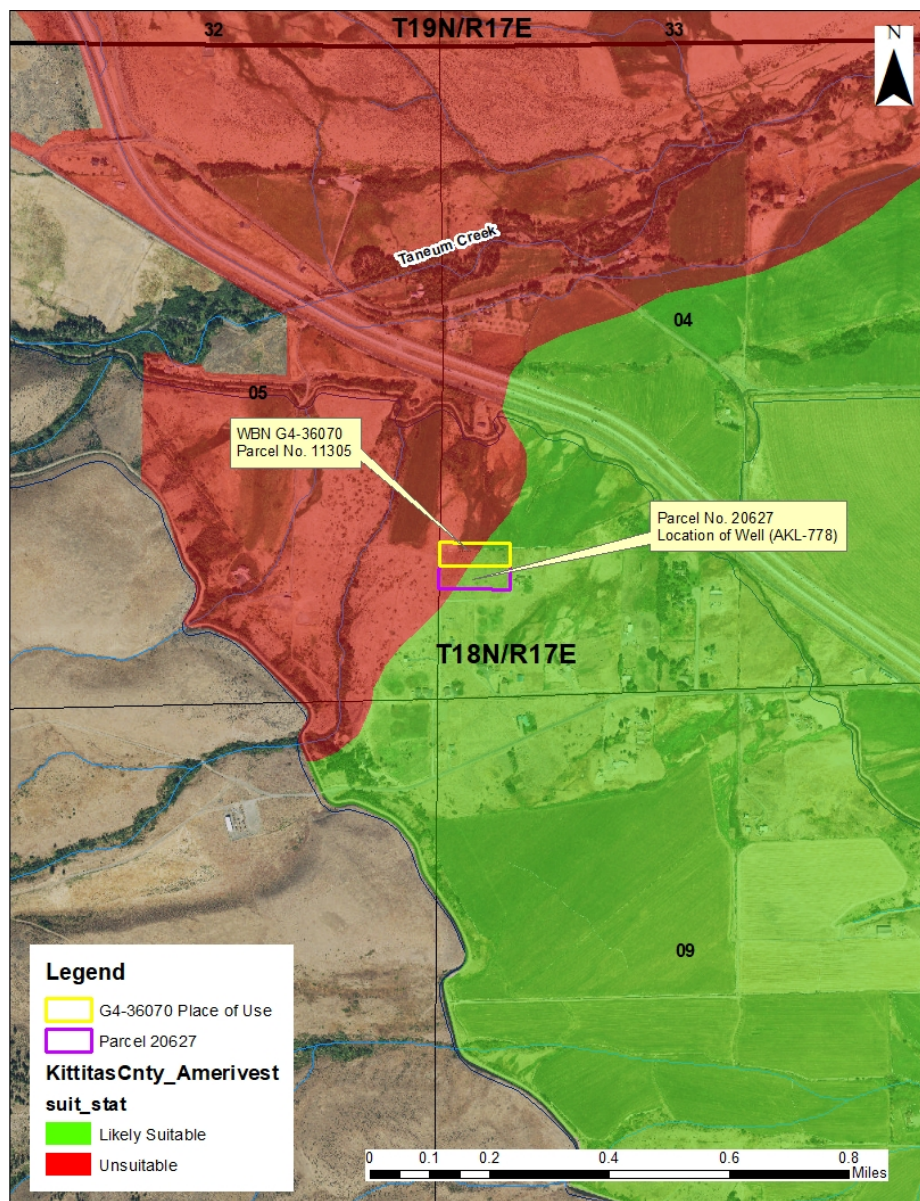 T19N/R17E
32
33
N
Taneum Creek
04
05
WBN G4-36070
Parcel No. 11305
Parcel No. 20627
Location of Well (AKL-778)
T18N/R17E
09
Legend
G4-36070 Place of Use
Parcel 20627
KittitasCnty_Amerivest
suit_stat
Likely Suitable
Unsuitable
0 0.1 0.2 0.4 0.6 0.8
Miles